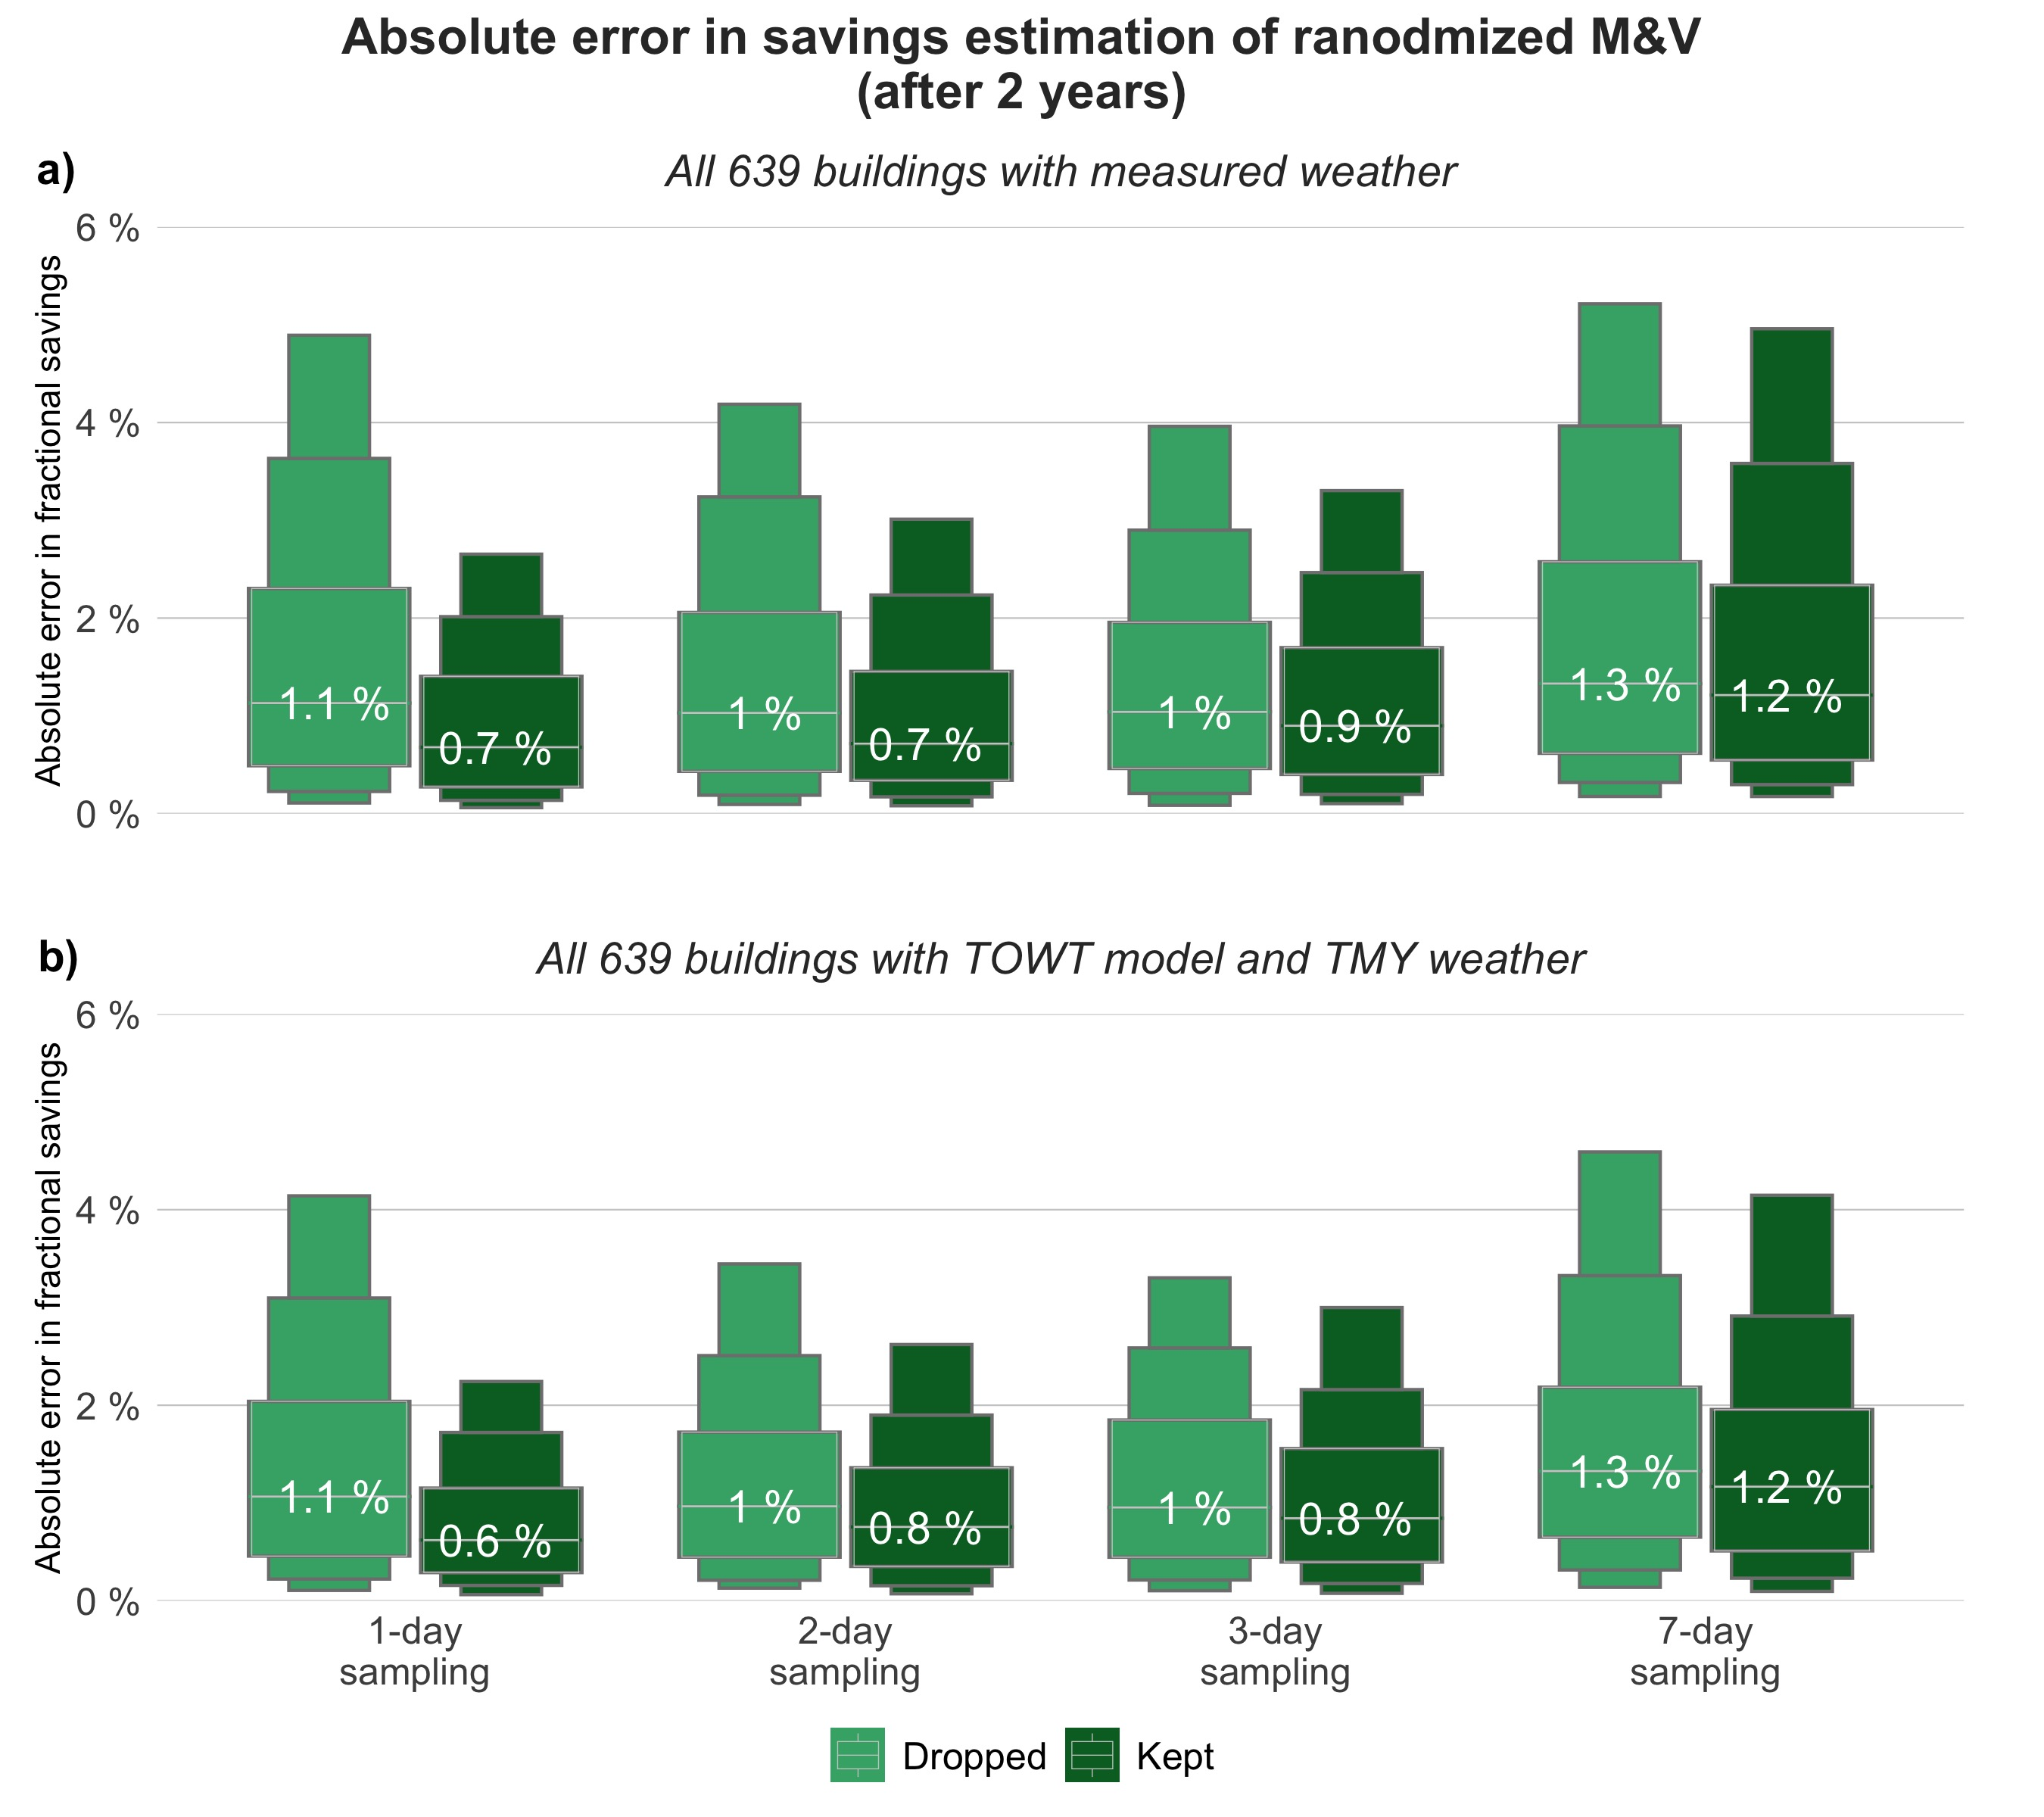 Absolute error in savings estimation of ranodmized M&V
(after 2 years)
a)
All 639 buildings with measured weather
Absolute error in fractional savings
6 %
4 %
2 %
0 %
1.1 %
0.7 %
1 %
0.7 %
1 %
0.9 %
1.3 %
1.2 %
b)
All 639 buildings with TOWT model and TMY weather
Absolute error in fractional savings
6 %
4 %
2 %
0 %
1.1 %
0.6 %
1 %
0.8 %
1 %
0.8 %
1.3 %
1.2 %
1-day
sampling
2-day
sampling
3-day
sampling
7-day
sampling
Dropped
Kept